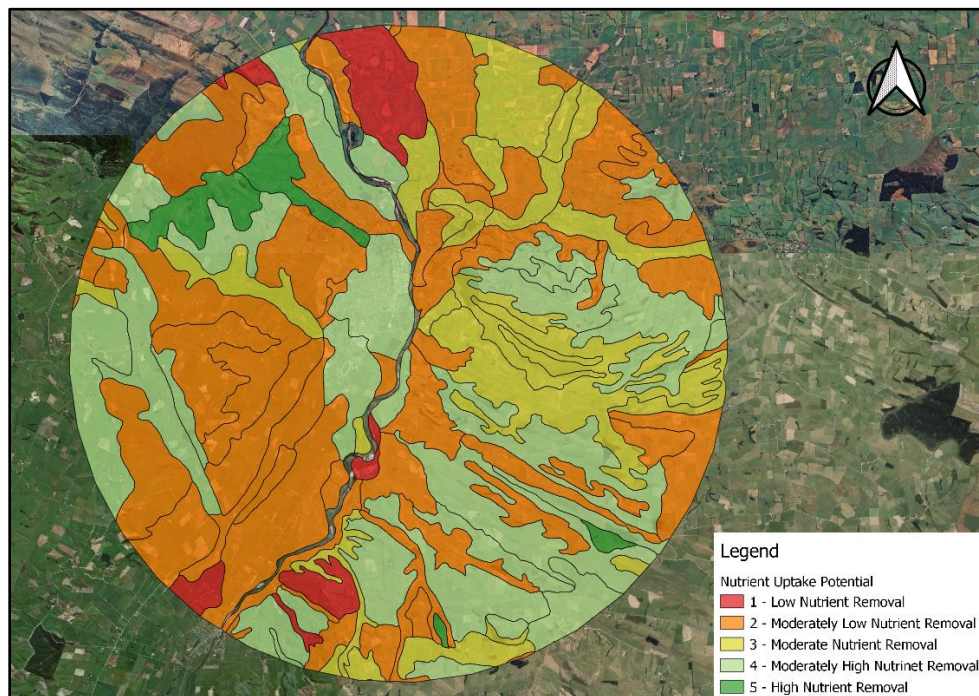 Legend
Nutrient Uptake Potential
1 - Low Nutrient Removal
2 - Moderately Low Nutrient Removal
3 - Moderate Nutrient Removal
4 - Moderately High Nutrinet Removal
5 - High Nutrient Removal